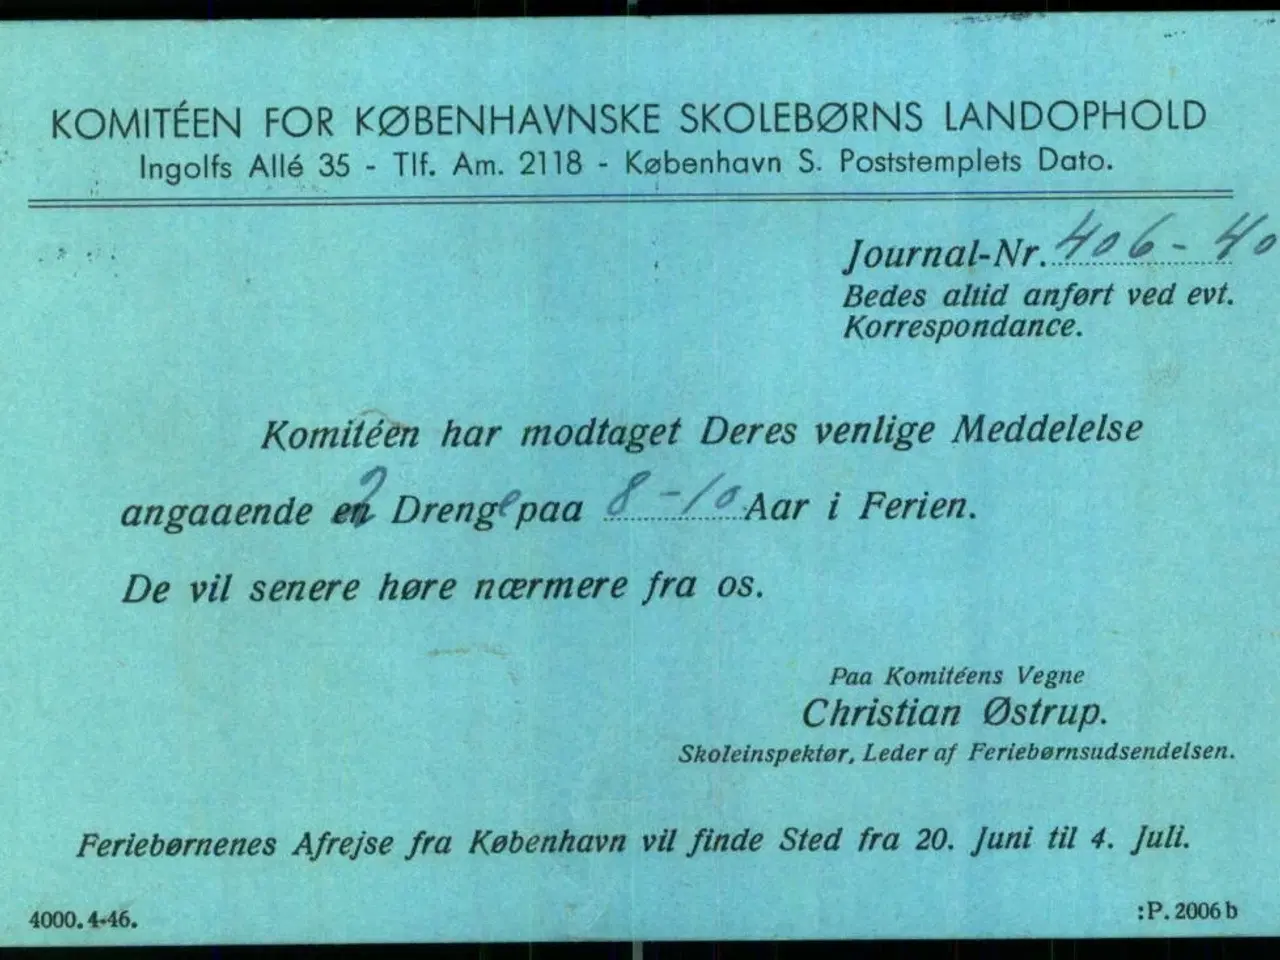 KOMITÉEN FOR KØBENHAVNSKE SKOLEBØRNS LANDOPHOLD
Ingolfs Allé 35 - Tlf. Am. 2118 - København S. Poststemplets Dato.
Journal-Nr. 406-40
Bedes altid anført ved evt.
Korrespondance.
Komitéen har modtaget Deres venlige Meddelelse
angaaende 2 Drenge paa 8-10 Aar i Ferien.
De vil senere høre nærmere fra os.
Paa Komitéens Vegne
Christian Østrup.
Skoleinspektør, Leder af Feriebørnsudsendelsen.
Feriebørnenes Afrejse fra København vil finde Sted fra 20. Juni til 4. Juli.
4000. 4-46.
:P. 2006 b